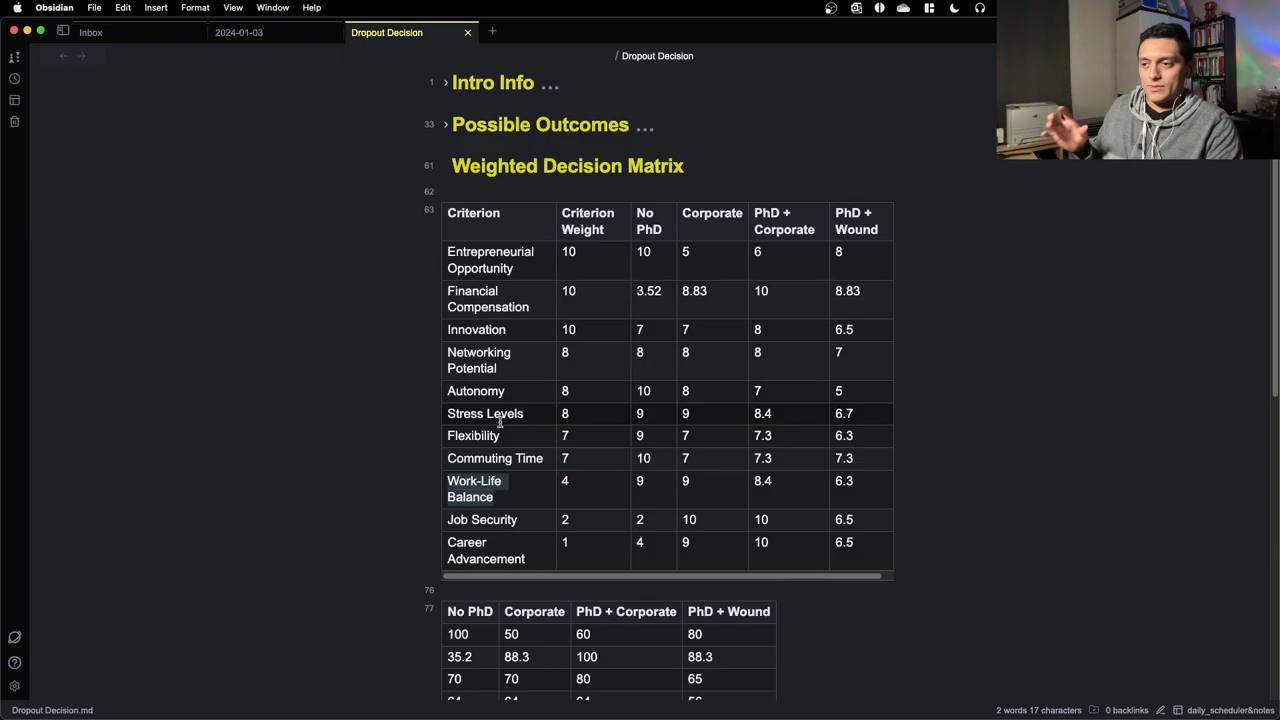 Obsidian File Edit Insert Format View Window Help
Inbox 2024-01-03 Dropout Decision
/ Dropout Decision
1 Intro Info ...
33 Possible Outcomes ...
61 Weighted Decision Matrix
62
63
Criterion Criterion Weight No PhD Corporate PhD + Corporate PhD + Wound
Entrepreneurial Opportunity 10 10 5 6 8
Financial Compensation 10 3.52 8.83 10 8.83
Innovation 10 7 7 8 6.5
Networking Potential 8 8 8 8 7
Autonomy 8 10 8 7 5
Stress Levels 8 9 9 8.4 6.7
Flexibility 7 9 7 7.3 6.3
Commuting Time 7 10 7 7.3 7.3
Work-Life Balance 4 9 9 8.4 6.3
Job Security 2 2 10 10 6.5
Career Advancement 1 4 9 10 6.5
76
77 No PhD Corporate PhD + Corporate PhD + Wound
100 50 60 80
35.2 88.3 100 88.3
70 70 80 65
64 64 64 56
Dropout Decision.md 2 words 17 characters 0 backlinks daily_scheduler&notes